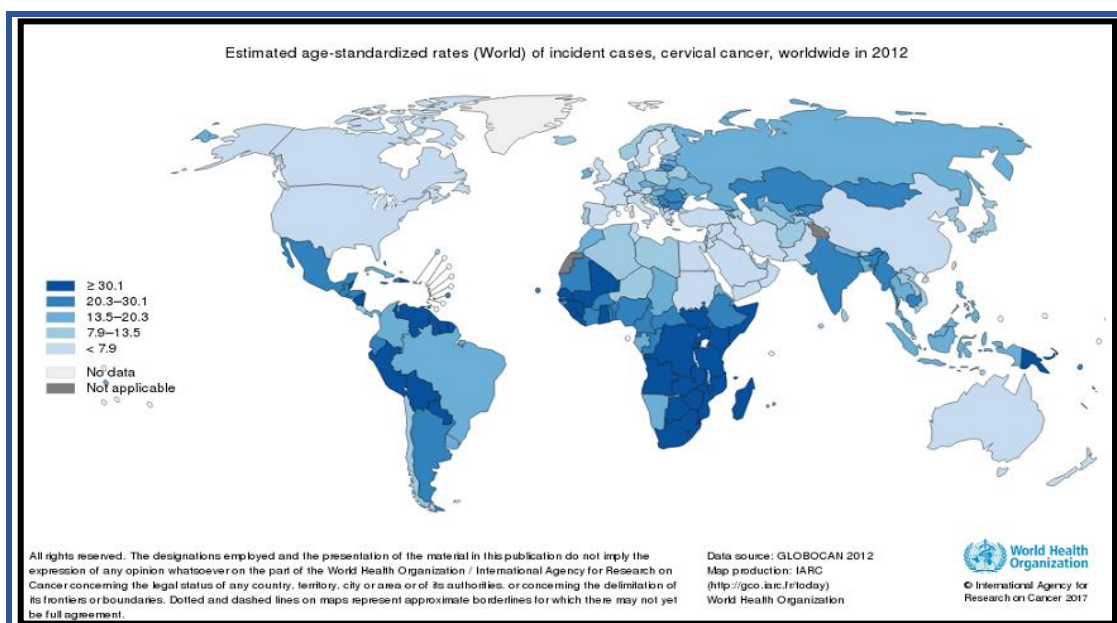 Estimated age-standardized rates (World) of incident cases, cervical cancer, worldwide in 2012
≥ 30.1
20.3–30.1
13.5–20.3
7.9–13.5
< 7.9
No data
Not applicable
All rights reserved. The designations employed and the presentation of the material in this publication do not imply the
expression of any opinion whatsoever on the part of the World Health Organization / International Agency for Research on
Cancer concerning the legal status of any country, territory, city or area or of its authorities, or concerning the delimitation of
its frontiers or boundaries. Dotted and dashed lines on maps represent approximate borderlines for which there may not yet
be full agreement.
Data source: GLOBOCAN 2012
Map production: IARC
(http://gco.iarc.fr/today)
World Health Organization
World Health
Organization
© International Agency for
Research on Cancer 2017